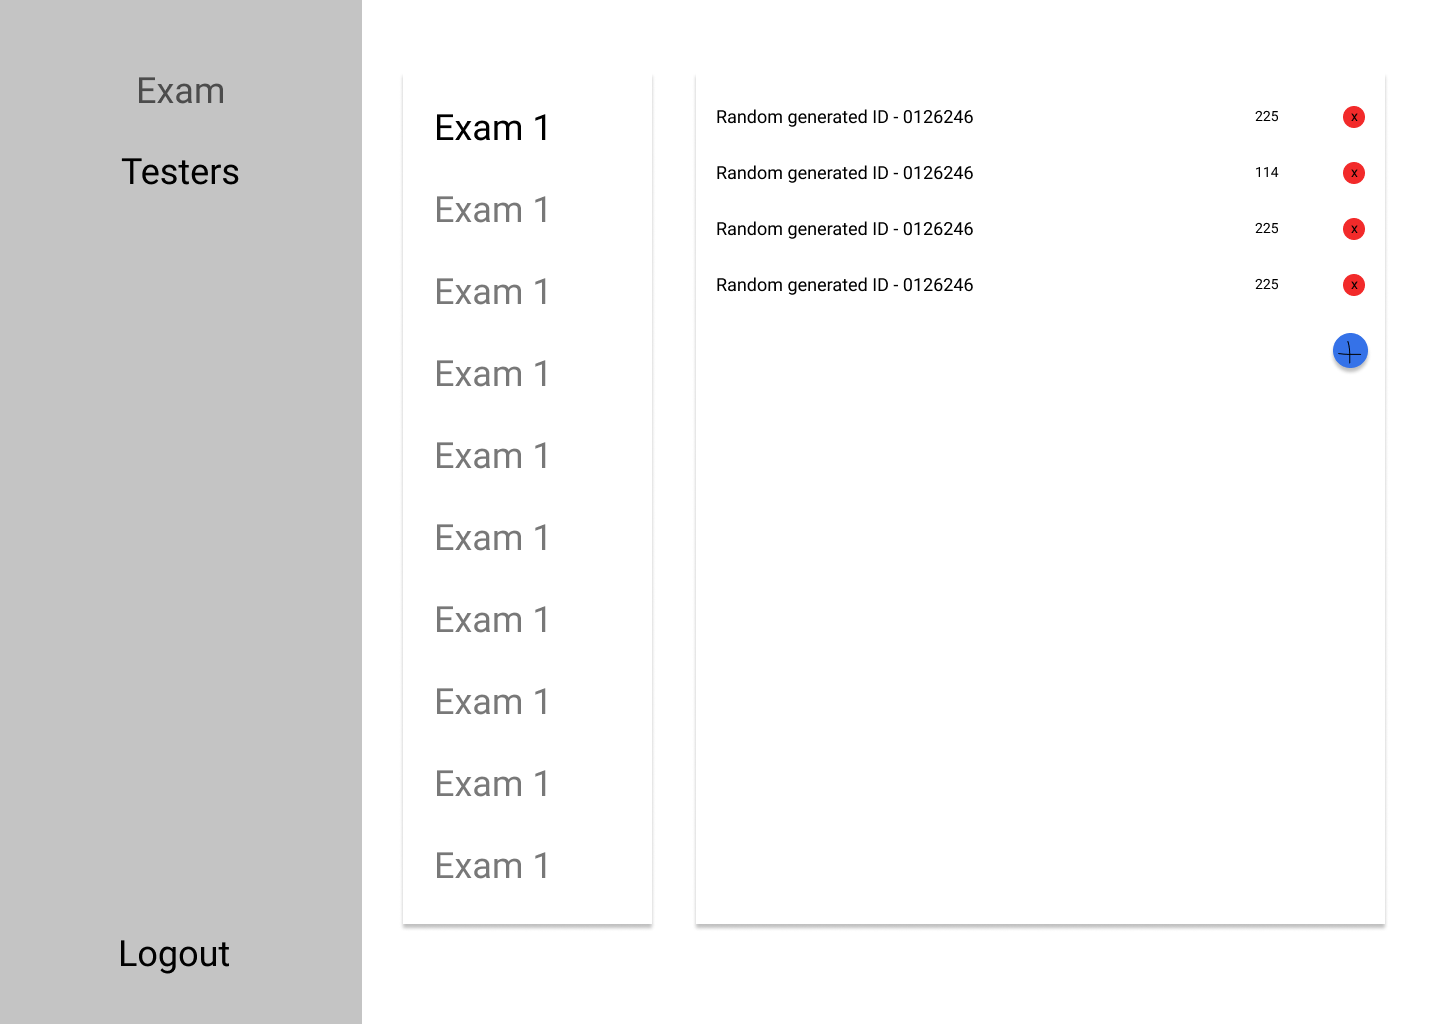 Exam
Testers
Logout
Exam 1
Exam 1
Exam 1
Exam 1
Exam 1
Exam 1
Exam 1
Exam 1
Exam 1
Exam 1
Random generated ID - 0126246 225 x
Random generated ID - 0126246 114 x
Random generated ID - 0126246 225 x
Random generated ID - 0126246 225 x
+